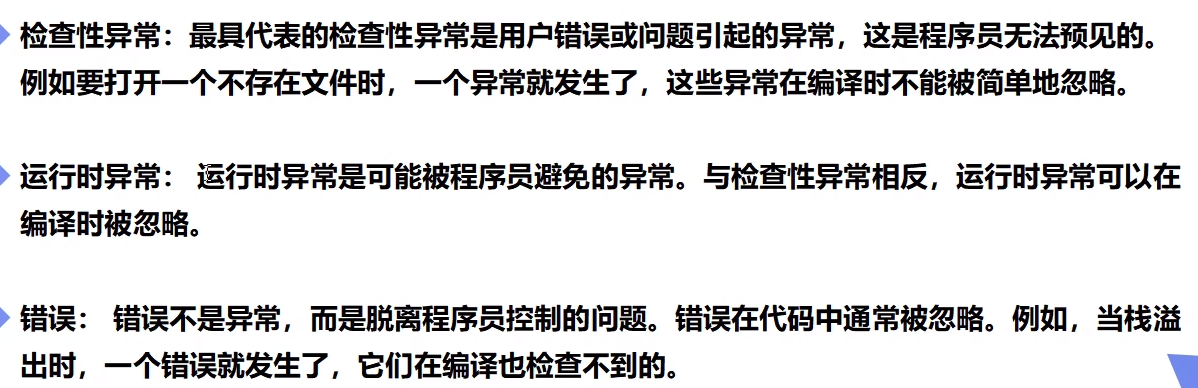 检查性异常：最具代表的检查性异常是用户错误或问题引起的异常，这是程序员无法预见的。
例如要打开一个不存在文件时，一个异常就发生了，这些异常在编译时不能被简单地忽略。
运行时异常： 运行时异常是可能被程序员避免的异常。与检查性异常相反，运行时异常可以在
编译时被忽略。
错误： 错误不是异常，而是脱离程序员控制的问题。错误在代码中通常被忽略。例如，当栈溢
出时，一个错误就发生了，它们在编译也检查不到的。